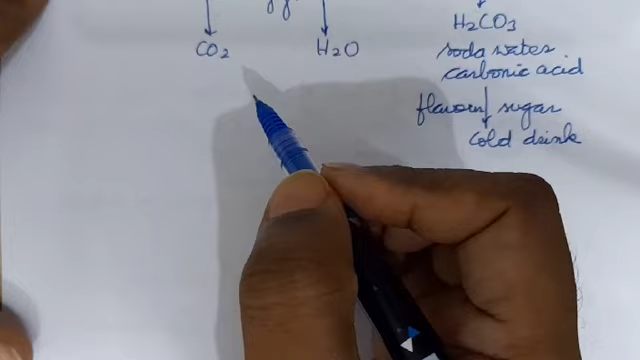 H₂CO₃
CO₂ H₂O soda water
carbonic acid
flavour sugar
cold drink